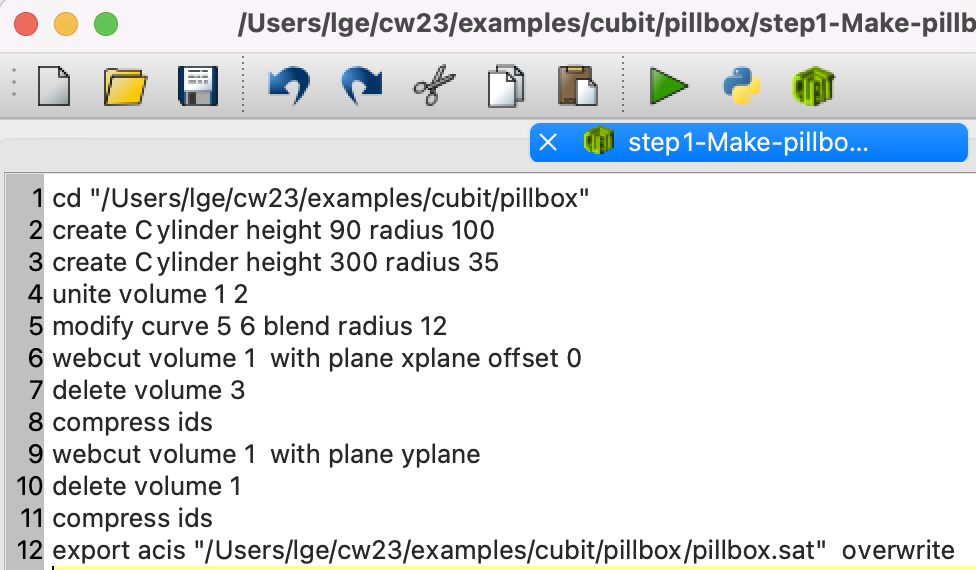 /Users/lge/cw23/examples/cubit/pillbox/step1-Make-pillb
step1-Make-pillbo...
1 cd "/Users/lge/cw23/examples/cubit/pillbox"
2 create Cylinder height 90 radius 100
3 create Cylinder height 300 radius 35
4 unite volume 1 2
5 modify curve 5 6 blend radius 12
6 webcut volume 1  with plane xplane offset 0
7 delete volume 3
8 compress ids
9 webcut volume 1  with plane yplane
10 delete volume 1
11 compress ids
12 export acis "/Users/lge/cw23/examples/cubit/pillbox/pillbox.sat"  overwrite